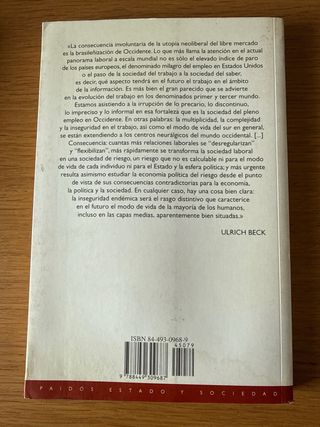 «La consecuencia involuntaria de la utopía neoliberal del libre mercado
es la brasileñización de Occidente. Lo que más llama la atención en el actual
panorama laboral a escala mundial no es sólo el elevado índice de paro
de los países europeos, el denominado milagro del empleo en Estados Unidos
o el paso de la sociedad del trabajo a la sociedad del saber,
es decir, qué aspecto tendrá en el futuro el trabajo en el ámbito
de la información. Es más bien el gran parecido que se advierte
en la evolución del trabajo en los denominados primer y tercer mundo.
Estamos asistiendo a la irrupción de lo precario, lo discontinuo,
lo impreciso y lo informal en esa fortaleza que es la sociedad del pleno
empleo en Occidente. En otras palabras: la multiplicidad, la complejidad
y la inseguridad en el trabajo, así como el modo de vida del sur en general,
se están extendiendo a los centros neurálgicos del mundo occidental. [...]
Consecuencia: cuantas más relaciones laborales se "desregularizan"
y "flexibilizan", más rápidamente se transforma la sociedad laboral
en una sociedad de riesgo, un riesgo que no es calculable ni para el modo
de vida de cada individuo ni para el Estado y la esfera política; y más urgente
resulta asimismo estudiar la economía política del riesgo desde el punto
de vista de sus consecuencias contradictorias para la economía,
la política y la sociedad. En cualquier caso, hay una cosa bien clara:
la inseguridad endémica será el rasgo distintivo que caracterice
en el futuro el modo de vida de la mayoría de los humanos,
incluso en las capas medias, aparentemente bien situadas.»
ULRICH BECK
ISBN 84-493-0968-9
45079
9 788449 309687
PAIDÓS ESTADO Y SOCIEDAD